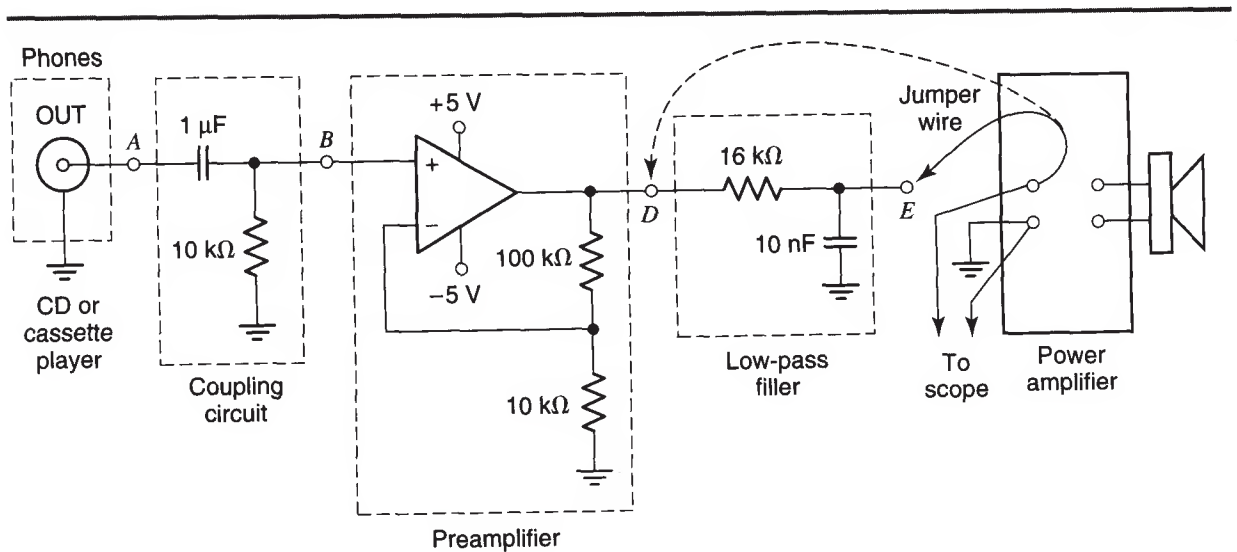 Phones
OUT
A
1 μF
10 kΩ
CD or
cassette
player
Coupling
circuit
B
+5 V
+
−
−5 V
100 kΩ
10 kΩ
Preamplifier
D
16 kΩ
10 nF
Low-pass
filler
E
Jumper
wire
To
scope
Power
amplifier